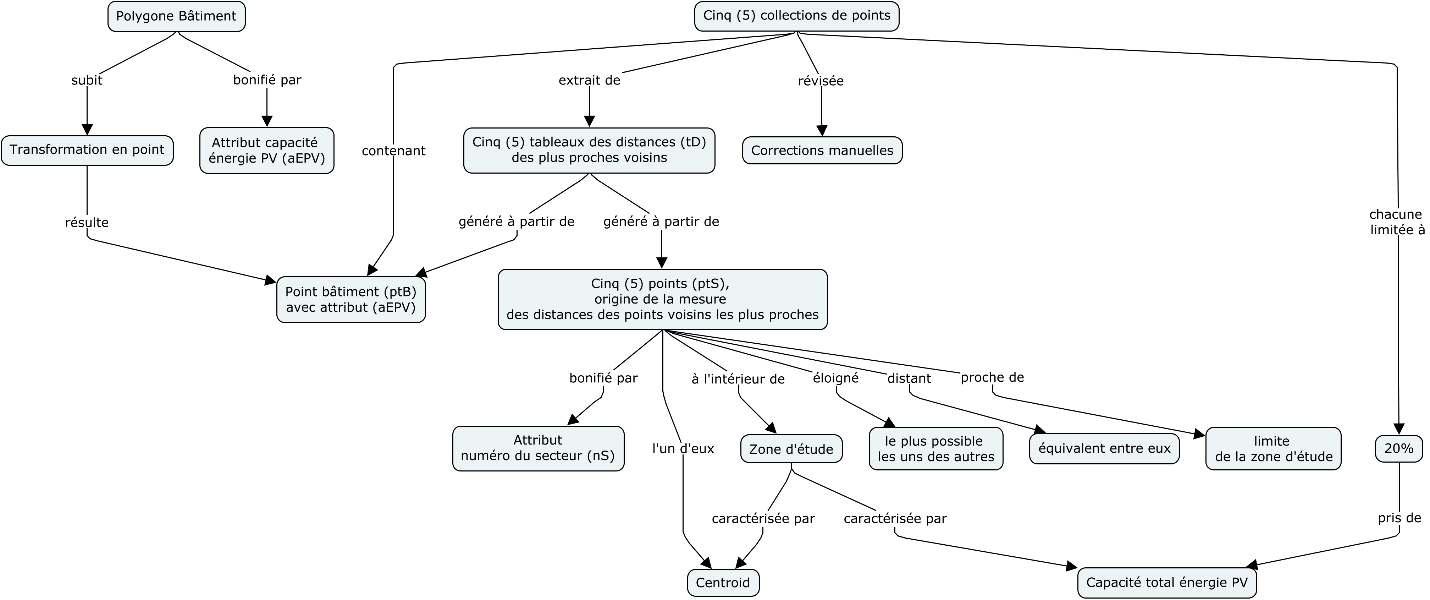 Polygone Bâtiment
Cinq (5) collections de points
subit
bonifié par
extrait de
révisée
Transformation en point
Attribut capacité
énergie PV (aEPV)
contenant
Cinq (5) tableaux des distances (tD)
des plus proches voisins
Corrections manuelles
résulte
généré à partir de
généré à partir de
chacune
limitée à
Point bâtiment (ptB)
avec attribut (aEPV)
Cinq (5) points (ptS),
origine de la mesure
des distances des points voisins les plus proches
bonifié par
à l'intérieur de
éloigné
distant
proche de
Attribut
numéro du secteur (nS)
l'un d'eux
Zone d'étude
le plus possible
les uns des autres
équivalent entre eux
limite
de la zone d'étude
20%
caractérisée par
caractérisée par
pris de
Centroid
Capacité total énergie PV